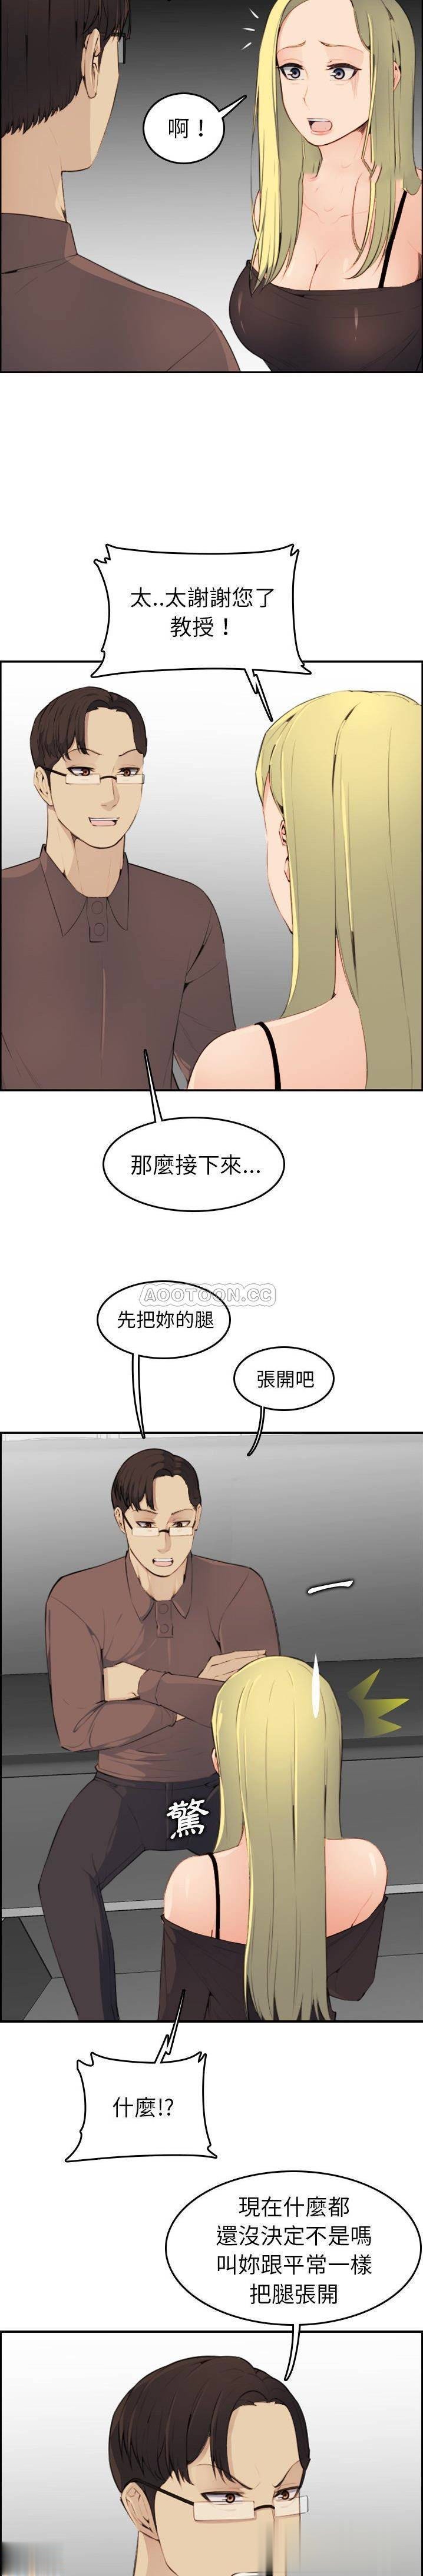 啊！
太..太謝謝您了
教授！
那麼接下來...
AOOTOON.CC
先把妳的腿
張開吧
驚
什麼!?
現在什麼都
還沒決定不是嗎
叫妳跟平常一樣
把腿張開